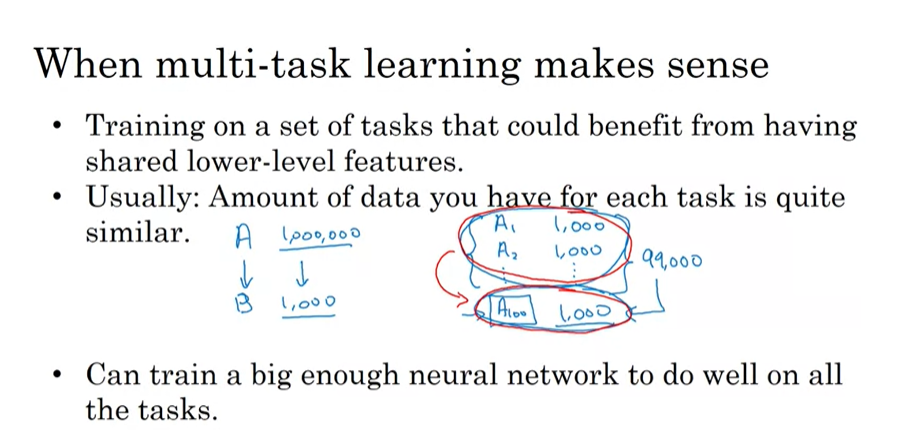 When multi-task learning makes sense
• Training on a set of tasks that could benefit from having
shared lower-level features.
• Usually: Amount of data you have for each task is quite
similar.
A 1,000,000
↓ ↓
B 1,000
A₁ 1,000
A₂ 1,000
⋮ ⋮
99,000
A₁₀₀ 1,000
• Can train a big enough neural network to do well on all
the tasks.